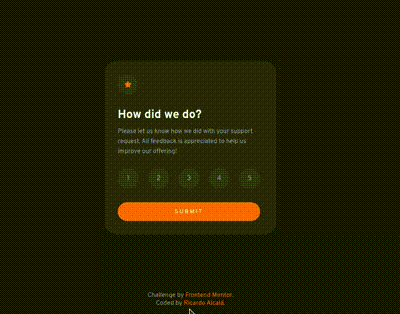 How did we do?
Please let us know how we did with your support
request. All feedback is appreciated to help us
improve our offering!
1 2 3 4 5
SUBMIT
Challenge by Frontend Mentor.
Coded by Ricardo Alcald.